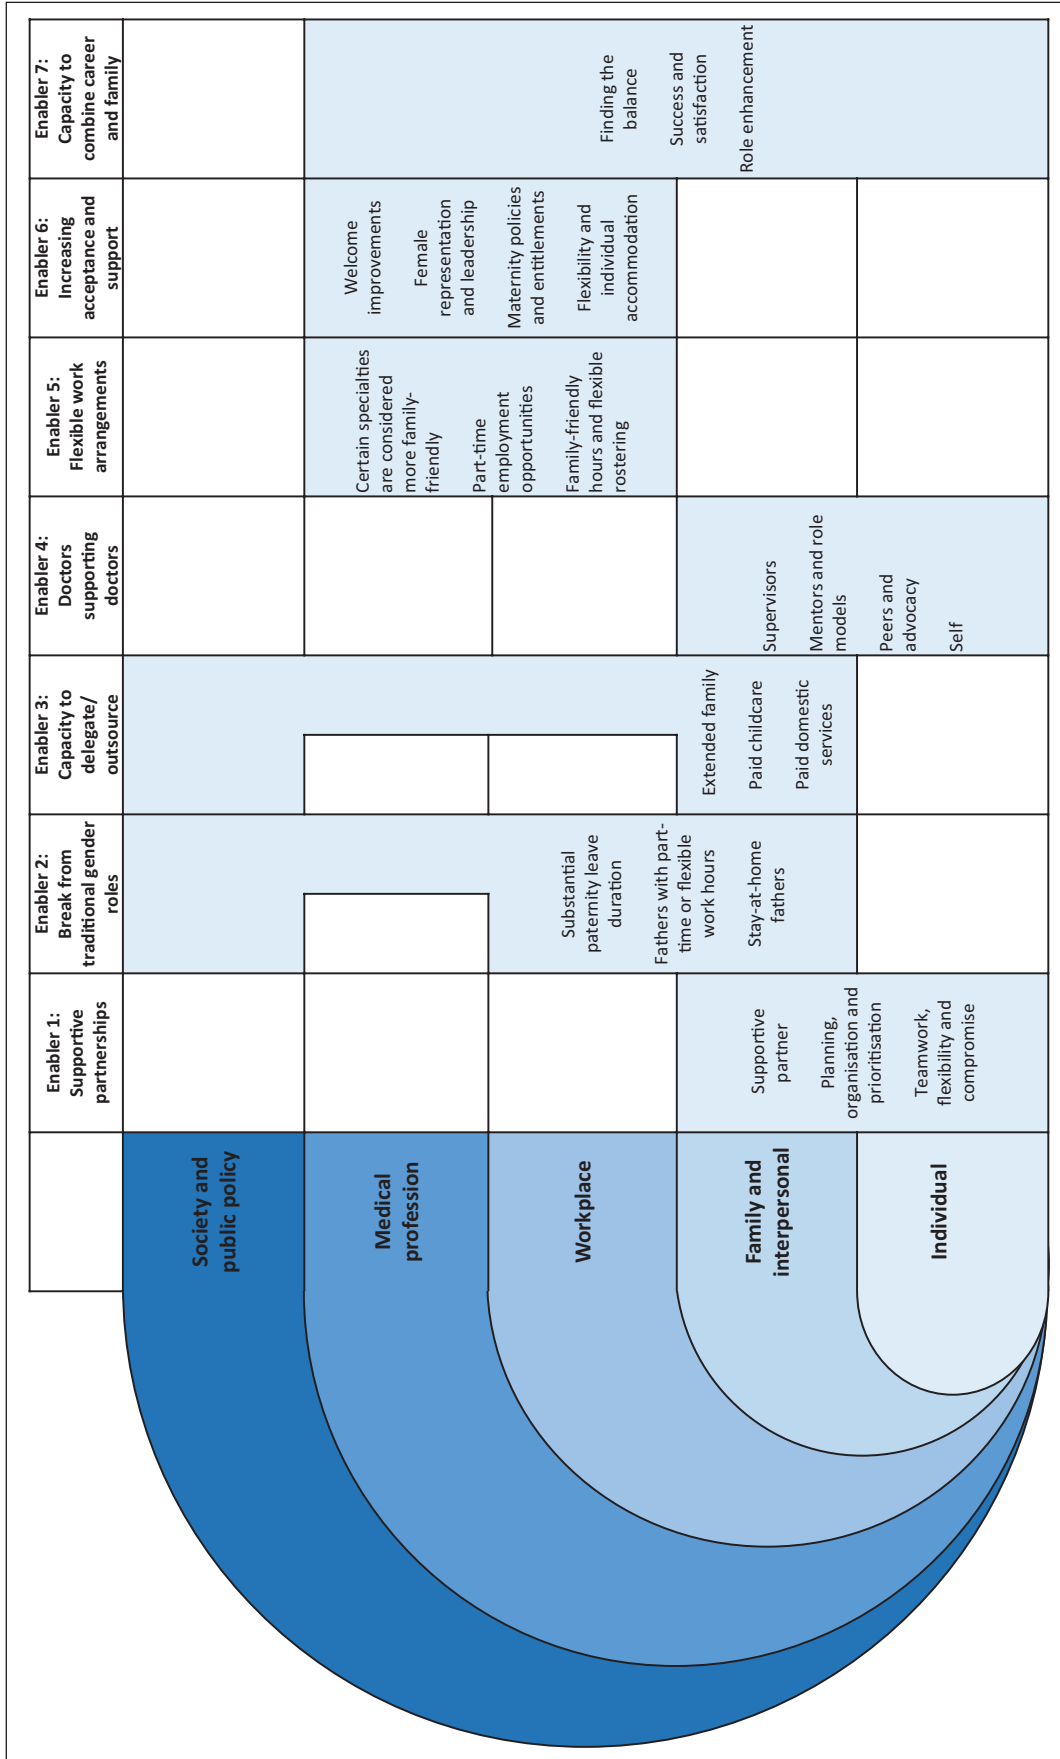 Enabler 1:
Supportive
partnerships
Enabler 2:
Break from
traditional gender
roles
Enabler 3:
Capacity to
delegate/
outsource
Enabler 4:
Doctors
supporting
doctors
Enabler 5:
Flexible work
arrangements
Enabler 6:
Increasing
acceptance and
support
Enabler 7:
Capacity to
combine career
and family
Society and
public policy
Medical
profession
Workplace
Family and
interpersonal
Individual
Supportive
partner
Planning,
organisation and
prioritisation
Teamwork,
flexibility and
compromise
Substantial
paternity leave
duration
Fathers with part-
time or flexible
work hours
Stay-at-home
fathers
Extended family
Paid childcare
Paid domestic
services
Supervisors
Mentors and role
models
Peers and
advocacy
Self
Certain specialties
are considered
more family-
friendly
Part-time
employment
opportunities
Family-friendly
hours and flexible
rostering
Welcome
improvements
Female
representation
and leadership
Maternity policies
and entitlements
Flexibility and
individual
accommodation
Finding the
balance
Success and
satisfaction
Role enhancement